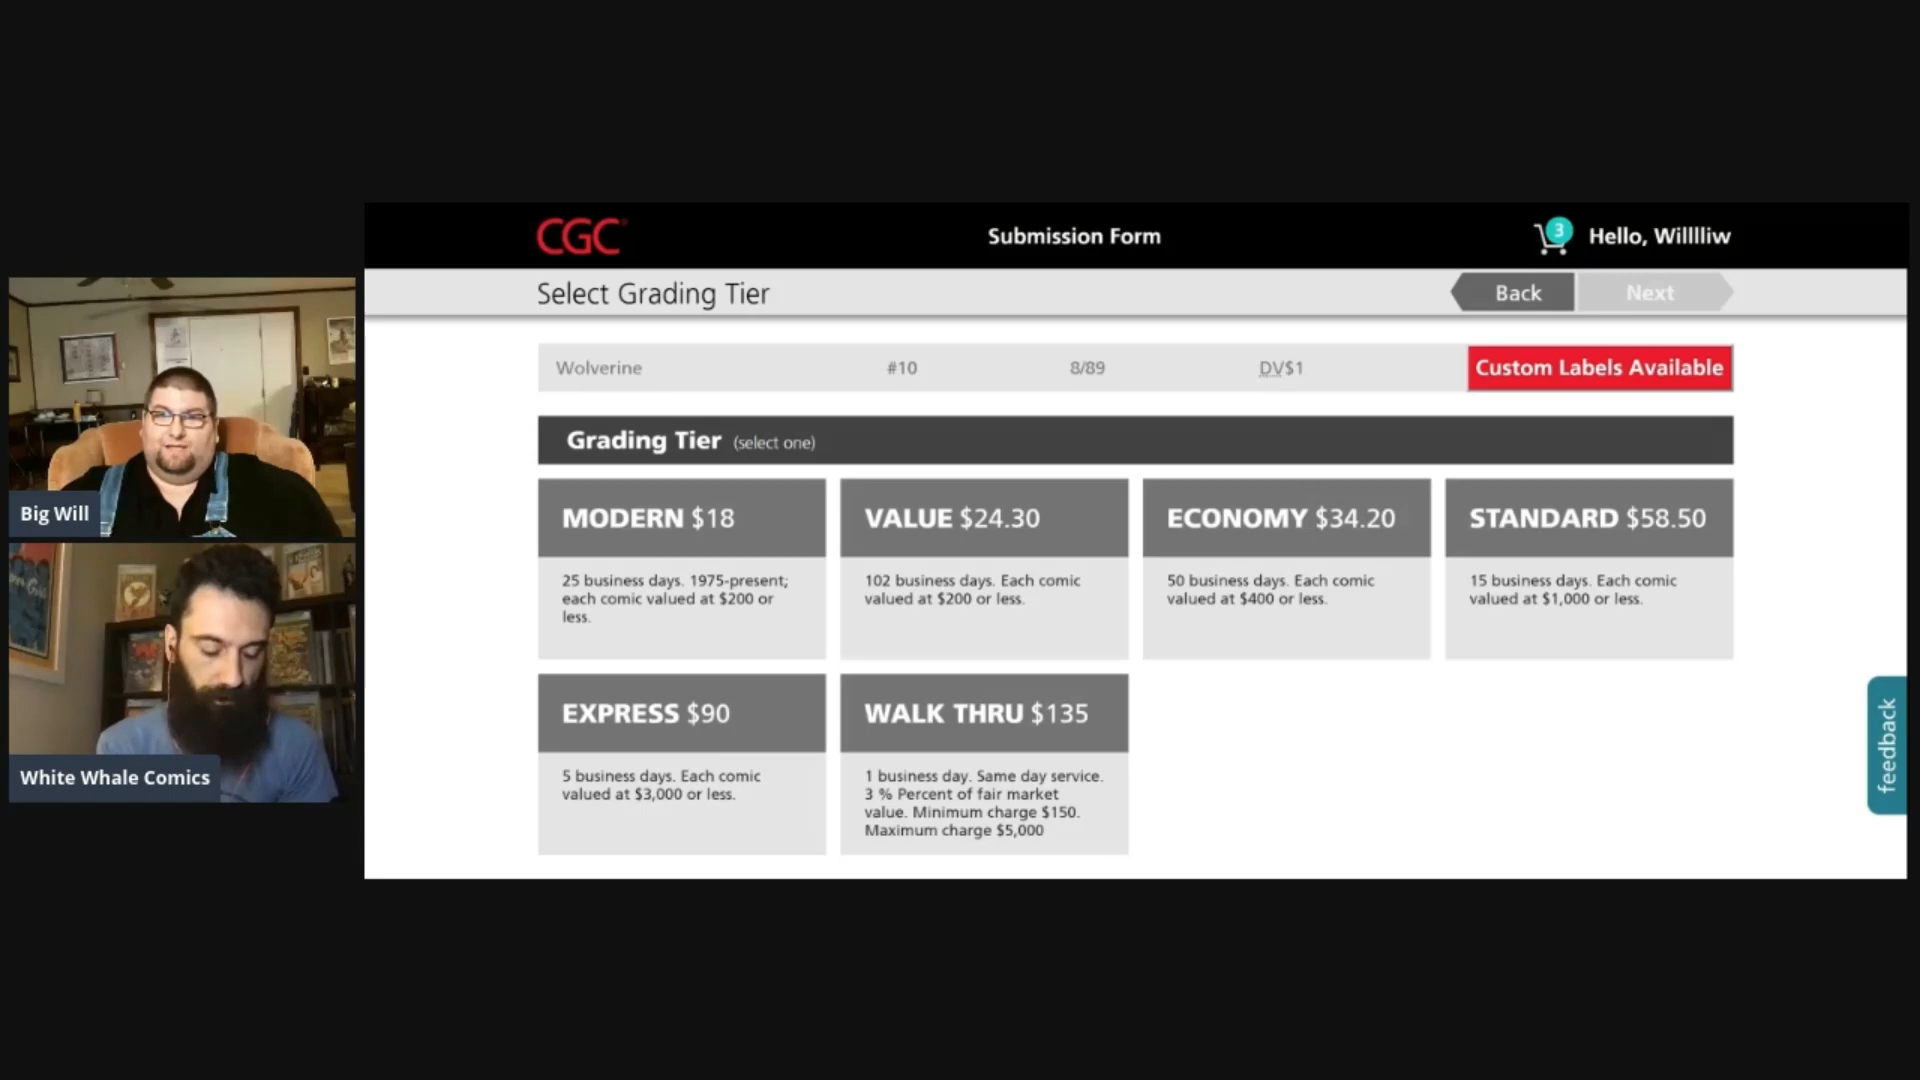 CGC
Submission Form
3
Hello, Willlliw
Select Grading Tier
Back
Next
Wolverine
#10
8/89
DV$1
Custom Labels Available
Grading Tier (select one)
MODERN $18
25 business days. 1975-present;
each comic valued at $200 or
less.
VALUE $24.30
102 business days. Each comic
valued at $200 or less.
ECONOMY $34.20
50 business days. Each comic
valued at $400 or less.
STANDARD $58.50
15 business days. Each comic
valued at $1,000 or less.
EXPRESS $90
5 business days. Each comic
valued at $3,000 or less.
WALK THRU $135
1 business day. Same day service.
3 % Percent of fair market
value. Minimum charge $150.
Maximum charge $5,000
feedback
Big Will
White Whale Comics